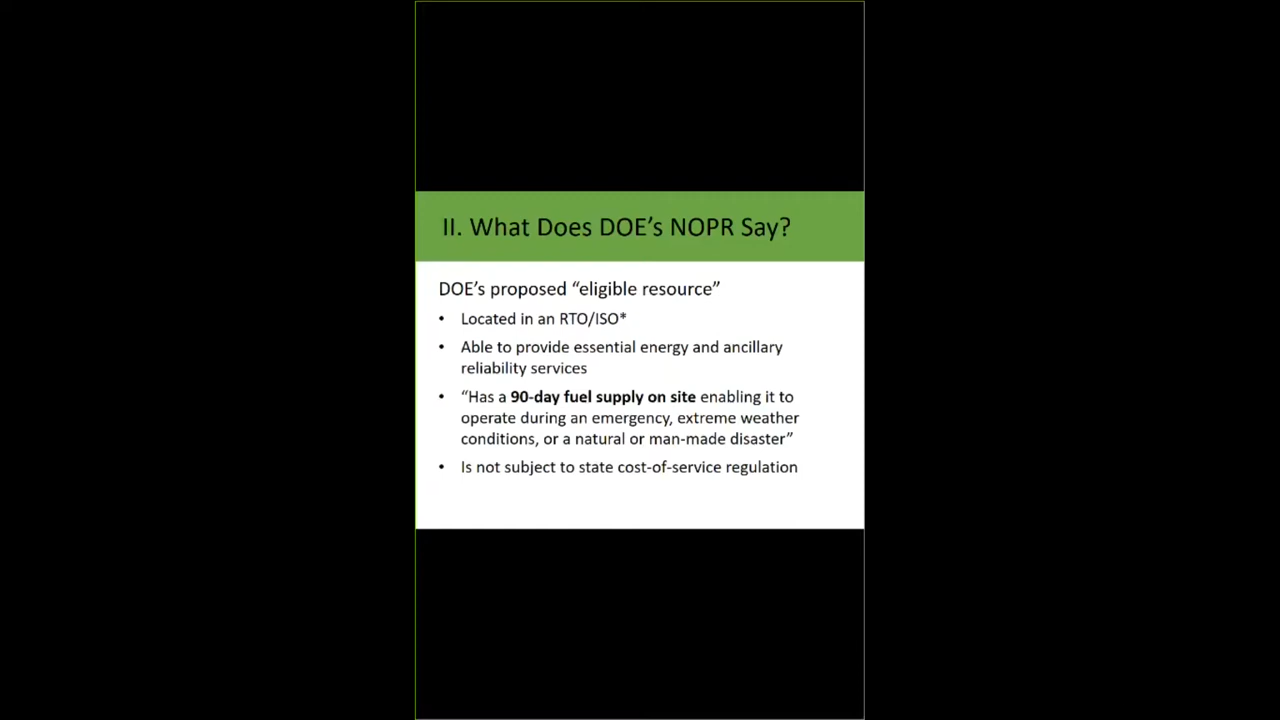 II. What Does DOE’s NOPR Say?
DOE’s proposed “eligible resource”
• Located in an RTO/ISO*
• Able to provide essential energy and ancillary
reliability services
• “Has a 90-day fuel supply on site enabling it to
operate during an emergency, extreme weather
conditions, or a natural or man-made disaster”
• Is not subject to state cost-of-service regulation